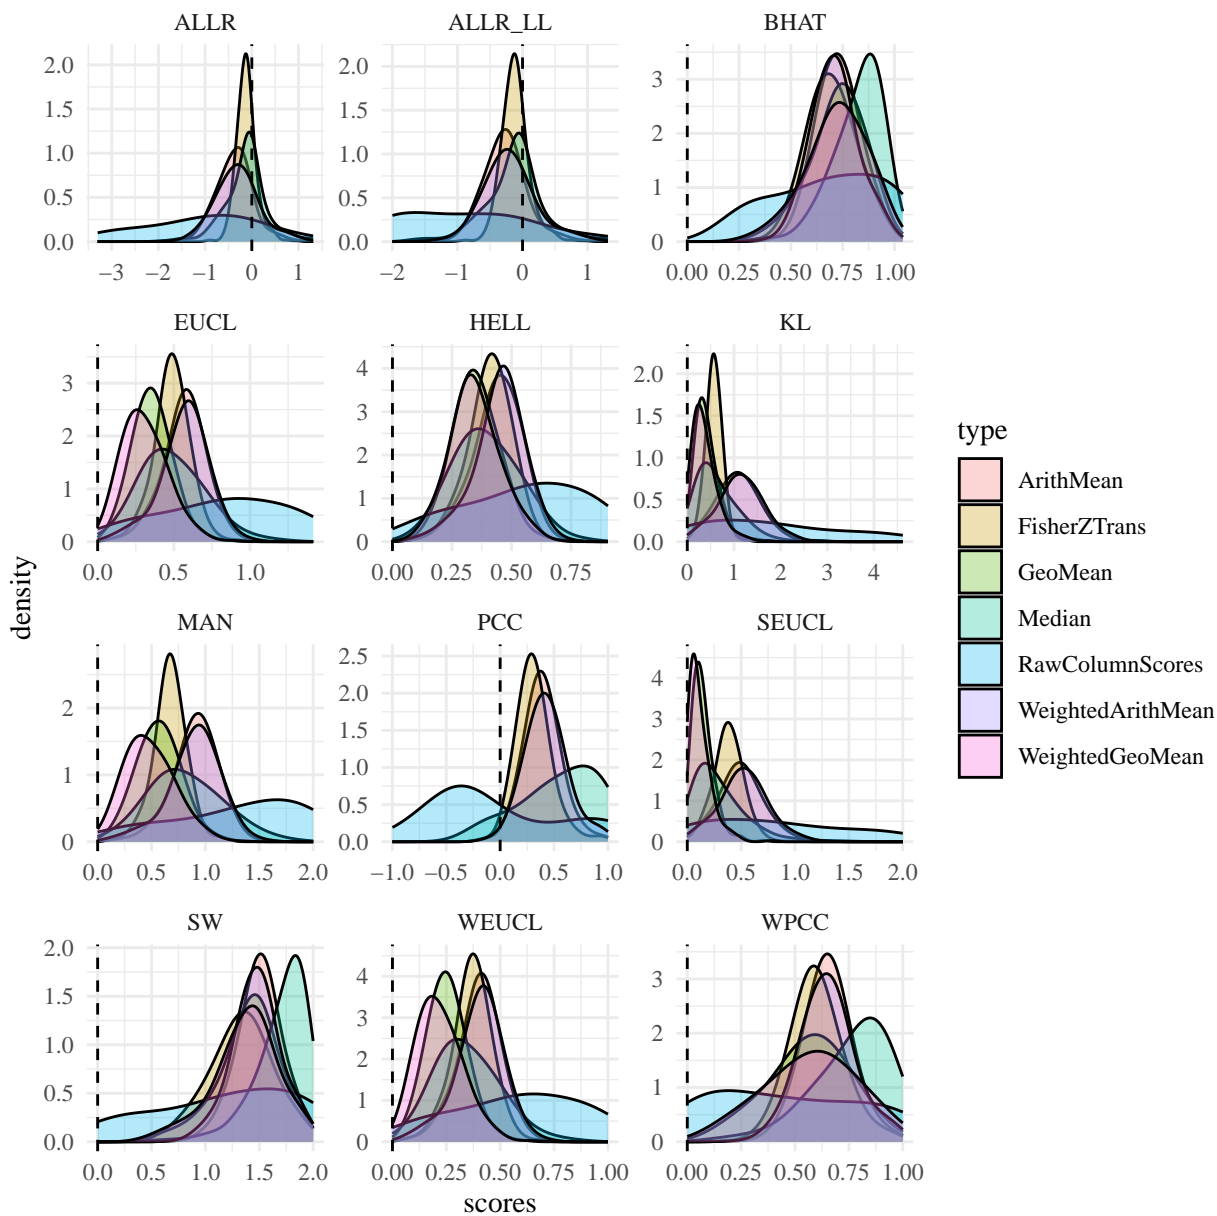 ALLR ALLR_LL BHAT
2.0 2.0 3
1.5 1.5 2
1.0 1.0 1
0.5 0.5
0.0 0.0 0
−3 −2 −1 0 1 −2 −1 0 1 0.00 0.25 0.50 0.75 1.00
EUCL HELL KL
3 4 2.0
2 3 1.5
1 2 1.0
0 1 0.5
0 0.0
0.0 0.5 1.0 0.00 0.25 0.50 0.75 0 1 2 3 4
MAN PCC SEUCL
2 2.5 4
1 2.0 3
0 1.5 2
1.0 1
0.5 0
0.0
0.0 0.5 1.0 1.5 2.0 −1.0 −0.5 0.0 0.5 1.0 0.0 0.5 1.0 1.5 2.0
SW WEUCL WPCC
2.0 4 3
1.5 3 2
1.0 2 1
0.5 1 0
0.0 0
0.0 0.5 1.0 1.5 2.0 0.00 0.25 0.50 0.75 1.00 0.00 0.25 0.50 0.75 1.00
density
scores
type
ArithMean
FisherZTrans
GeoMean
Median
RawColumnScores
WeightedArithMean
WeightedGeoMean